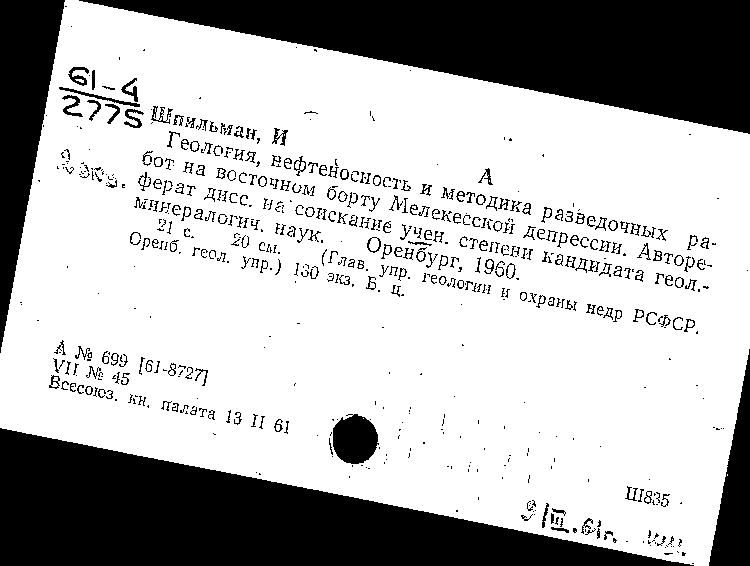 61-4
2775
Шпильман, И
А
Геология, нефтеносность и методика разведочных ра-
бот на восточном борту Мелекесской депрессии. Авторе-
ферат дисс. на соискание учен. степени кандидата геол.-
минералогич. наук. Оренбург, 1960.
21 с. 20 см. (Глав. упр. геологии и охраны недр РСФСР.
Оренб. геол. упр.) 130 экз. Б. ц.
2 экз.
А № 699 [61-8727]
VII № 45
Всесоюз. кн. палата 13 II 61
Ш835
9/III.61г.